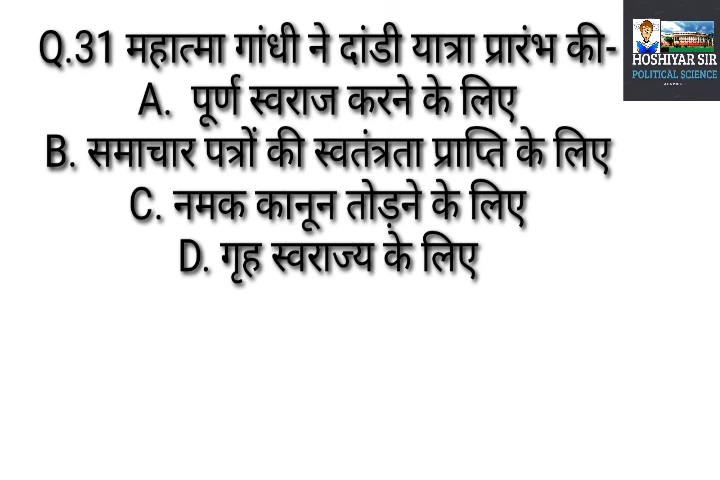 Q.31 महात्मा गांधी ने दांडी यात्रा प्रारंभ की-
A. पूर्ण स्वराज करने के लिए
B. समाचार पत्रों की स्वतंत्रता प्राप्ति के लिए
C. नमक कानून तोड़ने के लिए
D. गृह स्वराज्य के लिए
HOSHIYAR SIR
POLITICAL SCIENCE